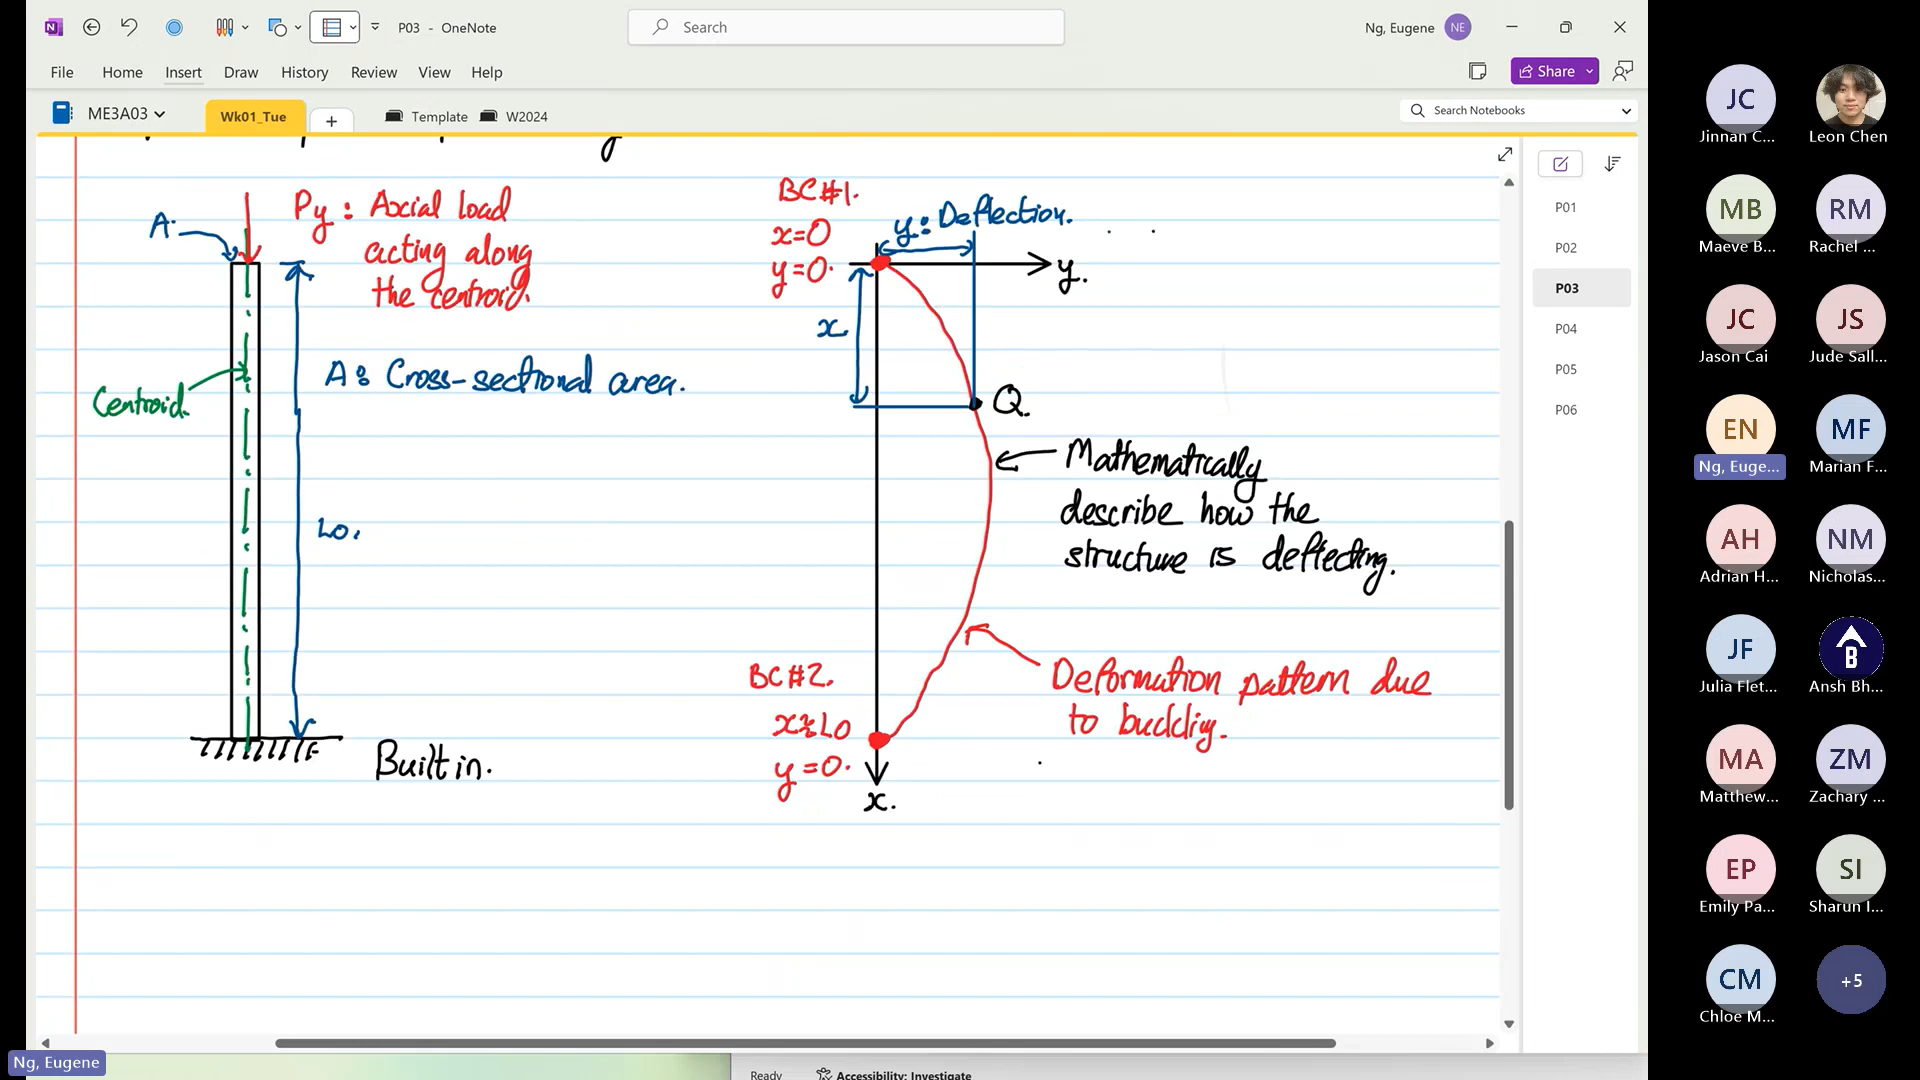 P03 - OneNote
Search
Ng, Eugene
NE
File Home Insert Draw History Review View Help
Share
ME3A03
Wk01_Tue
+
Template
W2024
Search Notebooks
P01
P02
P03
P04
P05
P06
A.
Py : Axial load
acting along
the centroid.
A : Cross-sectional area.
Centroid.
Lo.
Built in.
BC#1.
x=0
y=0.
y : Deflection.
y.
x
Q.
Mathematically
describe how the
structure is deflecting.
BC#2.
x≈Lo
y=0.
x.
Deformation pattern due
to buckling.
JC
Jinnan C...
Leon Chen
MB
Maeve B...
RM
Rachel ...
JC
Jason Cai
JS
Jude Sall...
EN
Ng, Euge...
MF
Marian F...
AH
Adrian H...
NM
Nicholas...
JF
Julia Flet...
B
Ansh Bh...
MA
Matthew...
ZM
Zachary ...
EP
Emily Pa...
SI
Sharun I...
CM
Chloe M...
+5
Ng, Eugene
Ready
Accessibility: Investigate